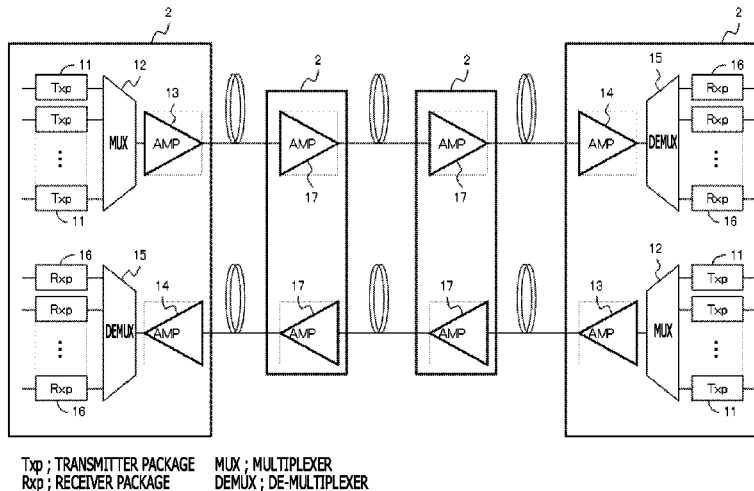 2 2
12 15
11 13 2 14 16
Txp Rxp
Txp MUX AMP AMP AMP AMP DEMUX Rxp
17 17
Txp Rxp
11 16
16 15 12 11
Rxp 14 17 17 13 Txp
Rxp DEMUX AMP AMP AMP AMP MUX Txp
Rxp Txp
16 11
Txp ; TRANSMITTER PACKAGE MUX ; MULTIPLEXER
Rxp ; RECEIVER PACKAGE DEMUX ; DE-MULTIPLEXER